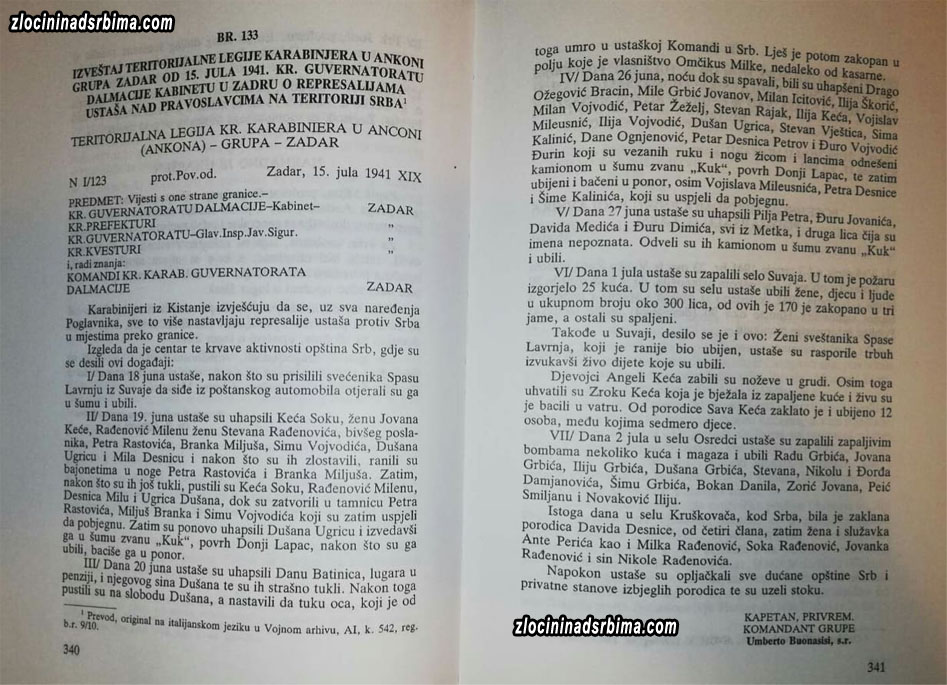 zlocininadsrbima.com
BR. 133
IZVEŠTAJ TERITORIJALNE LEGIJE KARABINJERA U ANKONI
GRUPA ZADAR OD 15. JULA 1941. KR. GUVERNATORATU
DALMACIJE KABINETU U ZADRU O REPRESALIJAMA
USTAŠA NAD PRAVOSLAVCIMA NA TERITORIJI SRBA¹
TERITORIJALNA LEGIJA KR. KARABINIERA U ANCONI
(ANKONA) – GRUPA – ZADAR
N I/123 prot.Pov.od. Zadar, 15. jula 1941 XIX
PREDMET: Vijesti s one strane granice.–
KR. GUVERNATORATU DALMACIJE–Kabinet– ZADAR
KR.PREFEKTURI „
KR.GUVERNATORATU–Glav.Insp.Jav.Sigur. „
KR.KVESTURI „
i, radi znanja:
KOMANDI KR. KARAB. GUVERNATORATA
DALMACIJE ZADAR
Karabinijeri iz Kistanje izvješćuju da se, uz sva naređenja
Poglavnika, sve to više nastavljaju represalije ustaša protiv Srba
u mjestima preko granice.
Izgleda da je centar te krvave aktivnosti opština Srb, gdje su
se desili ovi događaji:
I/ Dana 18 juna ustaše, nakon što su prisilili svećenika Spasu
Lavrnju iz Suvaje da siđe iz poštanskog automobila otjerali su ga
u šumu i ubili.
II/ Dana 19. juna ustaše su uhapsili Keća Soku, ženu Jovana
Keće, Rađenović Milenu ženu Stevana Rađenovića, bivšeg posla-
nika, Petra Rastovića, Branka Miljuša, Simu Vojvodića, Dušana
Ugricu i Mila Desnicu i nakon što su ih zlostavili, ranili su
bajonetima u noge Petra Rastovića i Branka Miljuša. Zatim,
nakon što su ih još tukli, pustili su Keća Soku, Rađenović Milenu,
Desnica Milu i Ugrica Dušana, dok su zatvorili u tamnicu Petra
Rastovića, Miljuš Branka i Simu Vojvodića koji su zatim uspjeli
da pobjegnu. Zatim su ponovo uhapsili Dušana Ugricu i izvedavši
ga u šumu zvanu „Kuk“, povrh Donji Lapac, nakon što su ga
ubili, baciše ga u ponor.
III/ Dana 20 juna ustaše su uhapsili Danu Batinica, lugara u
penziji, i njegovog sina Dušana te su ih strašno tukli. Nakon toga
pustili su na slobodu Dušana, a nastavili da tuku oca, koji je od
¹ Prevod, original na italijanskom jeziku u Vojnom arhivu, AI, k. 542, reg.
b.r. 9/10.
340
toga umro u ustaškoj Komandi u Srb. Lješ je potom zakopan u
polju koje je vlasništvo Omčikus Milke, nedaleko od kasarne.
IV/ Dana 26 juna, noću dok su spavali, bili su uhapšeni Drago
Ožegović Bracin, Mile Grbić Jovanov, Milan Icitović, Ilija Škorić,
Milan Vojvodić, Petar Žeželj, Stevan Rajak, Ilija Keća, Vojislav
Mileusnić, Ilija Vojvodić, Dušan Ugrica, Stevan Vještica, Sima
Kalinić, Dane Ognjenović, Petar Desnica Petrov i Đuro Vojvodić
Đurin koji su vezanih ruku i nogu žicom i lancima odnešeni
kamionom u šumu zvanu „Kuk“, povrh Donji Lapac, te zatim
ubijeni i bačeni u ponor, osim Vojislava Mileusnića, Petra Desnice
i Šime Kalinića, koji su uspjeli da pobjegnu.
V/ Dana 27 juna ustaše su uhapsili Pilja Petra, Đuru Jovanića,
Davida Medića i Đuru Dimića, svi iz Metka, i druga lica čija su
imena nepoznata. Odveli su ih kamionom u šumu zvanu „Kuk“
i ubili.
VI/ Dana 1 jula ustaše su zapalili selo Suvaja. U tom je požaru
izgorjelo 25 kuća. U tom su selu ustaše ubili žene, djecu i ljude
u ukupnom broju oko 300 lica, od ovih je 170 je zakopano u tri
jame, a ostali su spaljeni.
Takođe u Suvaji, desilo se je i ovo: Ženi sveštanika Spase
Lavrnja, koji je ranije bio ubijen, ustaše su rasporile trbuh
izvukavši živo dijete koje su ubili.
Djevojci Angeli Keća zabili su noževe u grudi. Osim toga
uhvatili su Zroku Keća koja je bježala iz zapaljene kuće i živu su
je bacili u vatru. Od porodice Sava Keća zaklato je i ubijeno 12
osoba, među kojima sedmero djece.
VII/ Dana 2 jula u selu Osredci ustaše su zapalili zapaljivim
bombama nekoliko kuća i magaza i ubili Radu Grbića, Jovana
Grbića, Iliju Grbića, Dušana Grbića, Stevana, Nikolu i Đorđa
Damjanovića, Šimu Grbića, Bokan Danila, Zorić Jovana, Peić
Smiljanu i Novaković Iliju.
Istoga dana u selu Kruškovača, kod Srba, bila je zaklana
porodica Davida Desnice, od četiri člana, zatim žena i služavka
Ante Perića kao i Milka Rađenović, Soka Rađenović, Jovanka
Rađenović i sin Nikole Rađenovića.
Napokon ustaše su opljačkali sve dućane opštine Srb i
privatne stanove izbjeglih porodica te su uzeli stoku.
KAPETAN, PRIVREM.
KOMANDANT GRUPE
Umberto Buonasisi, s.r.
zlocininadsrbima.com
341